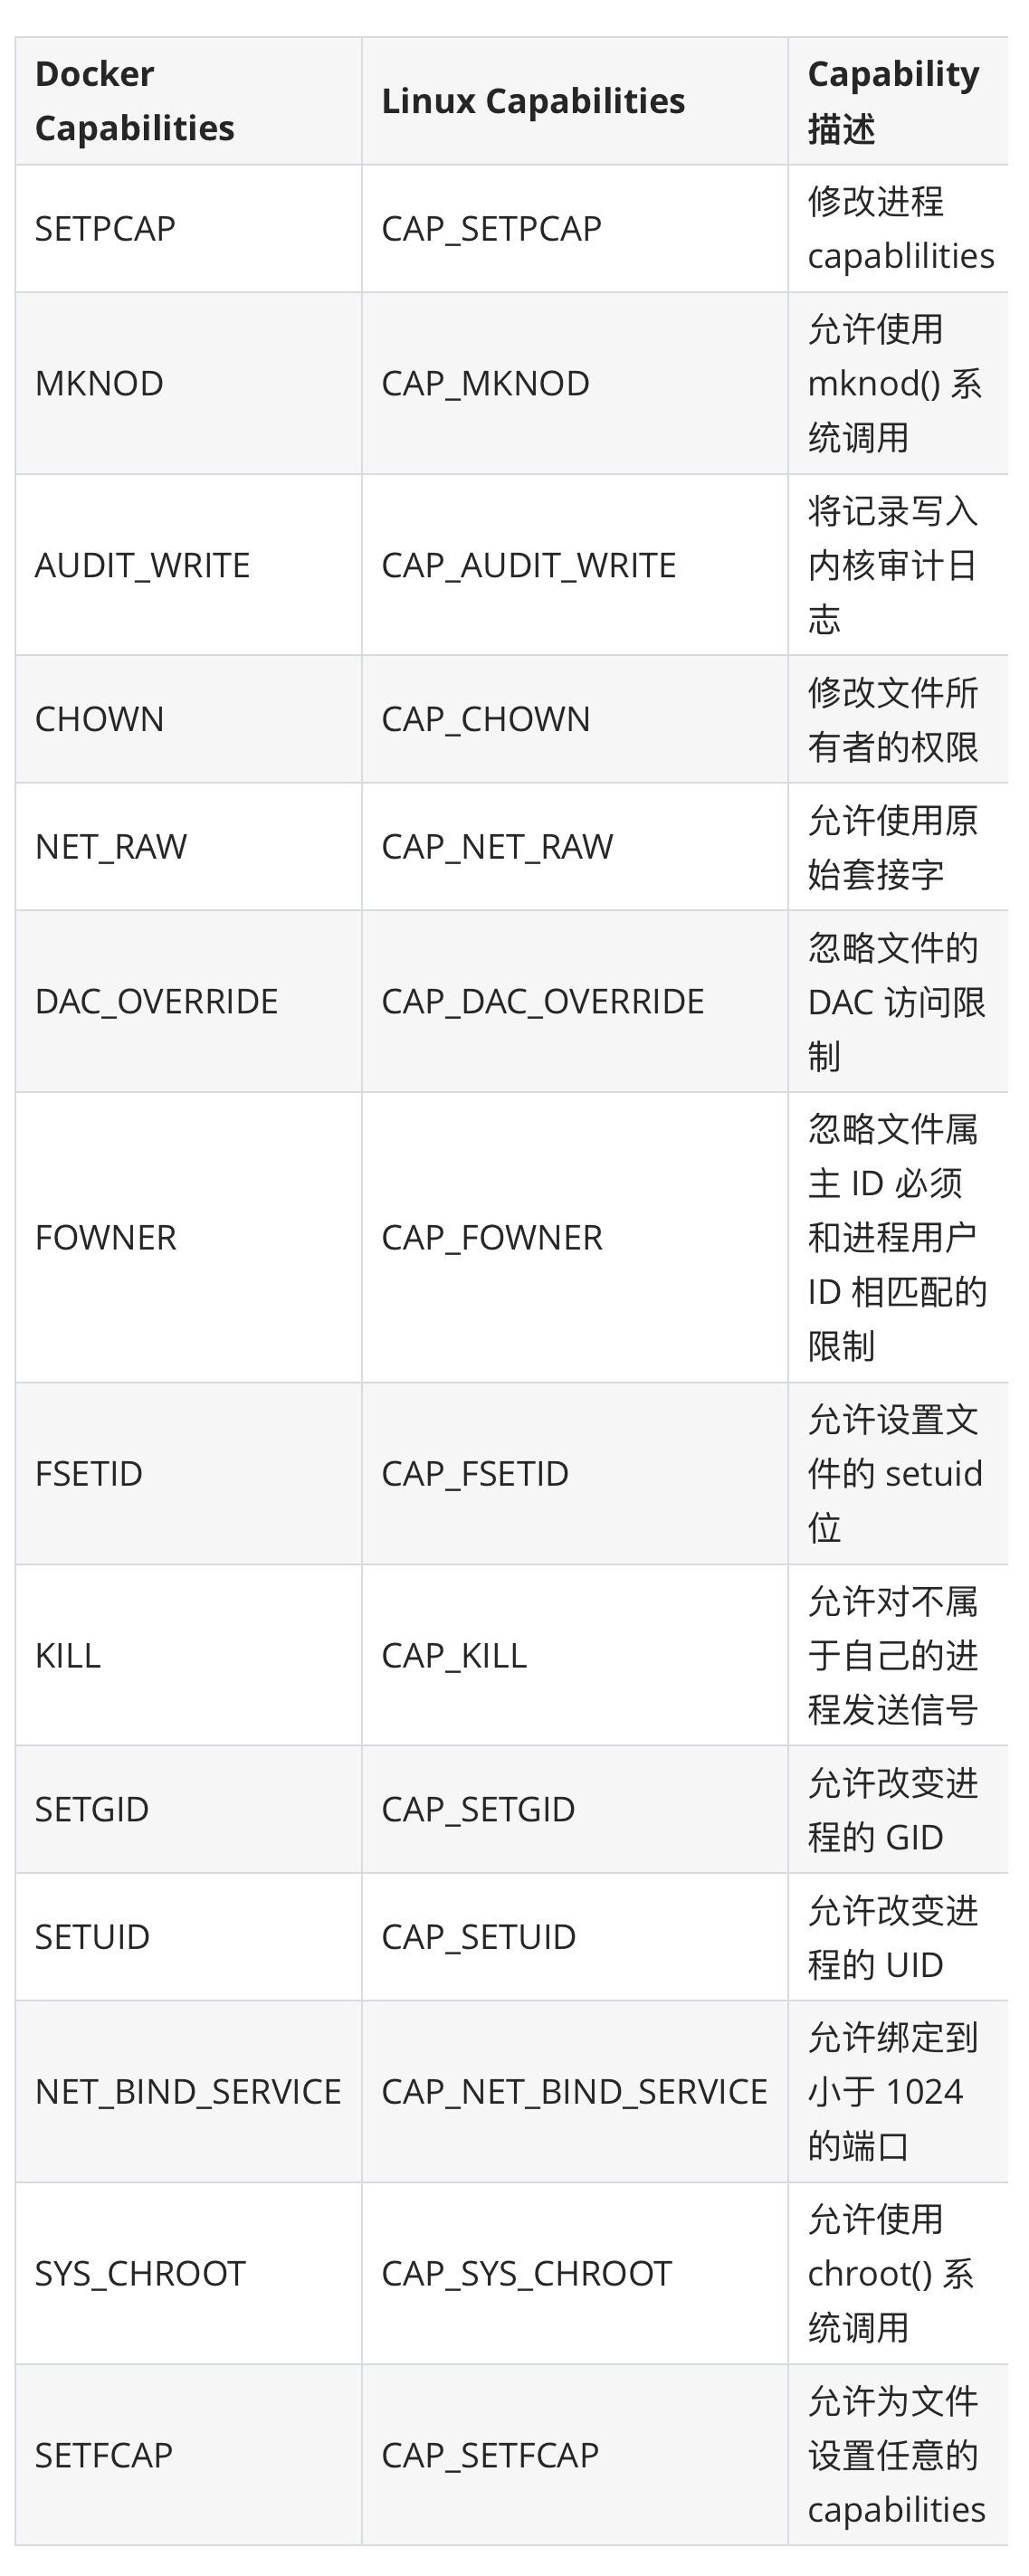 Docker
Capabilities
Linux Capabilities
Capability
描述
SETPCAP
CAP_SETPCAP
修改进程
capablilities
MKNOD
CAP_MKNOD
允许使用
mknod() 系
统调用
AUDIT_WRITE
CAP_AUDIT_WRITE
将记录写入
内核审计日
志
CHOWN
CAP_CHOWN
修改文件所
有者的权限
NET_RAW
CAP_NET_RAW
允许使用原
始套接字
DAC_OVERRIDE
CAP_DAC_OVERRIDE
忽略文件的
DAC 访问限
制
FOWNER
CAP_FOWNER
忽略文件属
主 ID 必须
和进程用户
ID 相匹配的
限制
FSETID
CAP_FSETID
允许设置文
件的 setuid
位
KILL
CAP_KILL
允许对不属
于自己的进
程发送信号
SETGID
CAP_SETGID
允许改变进
程的 GID
SETUID
CAP_SETUID
允许改变进
程的 UID
NET_BIND_SERVICE
CAP_NET_BIND_SERVICE
允许绑定到
小于 1024
的端口
SYS_CHROOT
CAP_SYS_CHROOT
允许使用
chroot() 系
统调用
SETFCAP
CAP_SETFCAP
允许为文件
设置任意的
capabilities